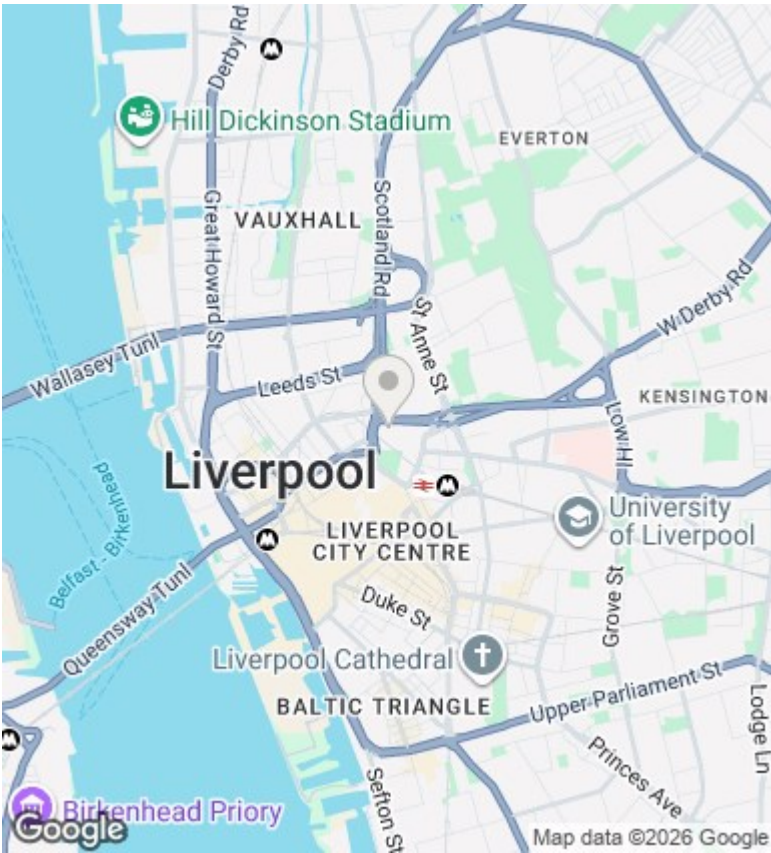 Derby Rd
Hill Dickinson Stadium
EVERTON
Great Howard St
VAUXHALL
Scotland Rd
W Derby Rd
St Anne St
Wallasey Tunl
Leeds St
KENSINGTON
Low Hill
Liverpool
University
of Liverpool
LIVERPOOL
CITY CENTRE
Belfast - Birkenhead
Queensway Tunl
Duke St
Grove St
Liverpool Cathedral
BALTIC TRIANGLE
Upper Parliament St
Lodge Ln
Princes Ave
Sefton St
Birkenhead Priory
Google
Map data ©2026 Google